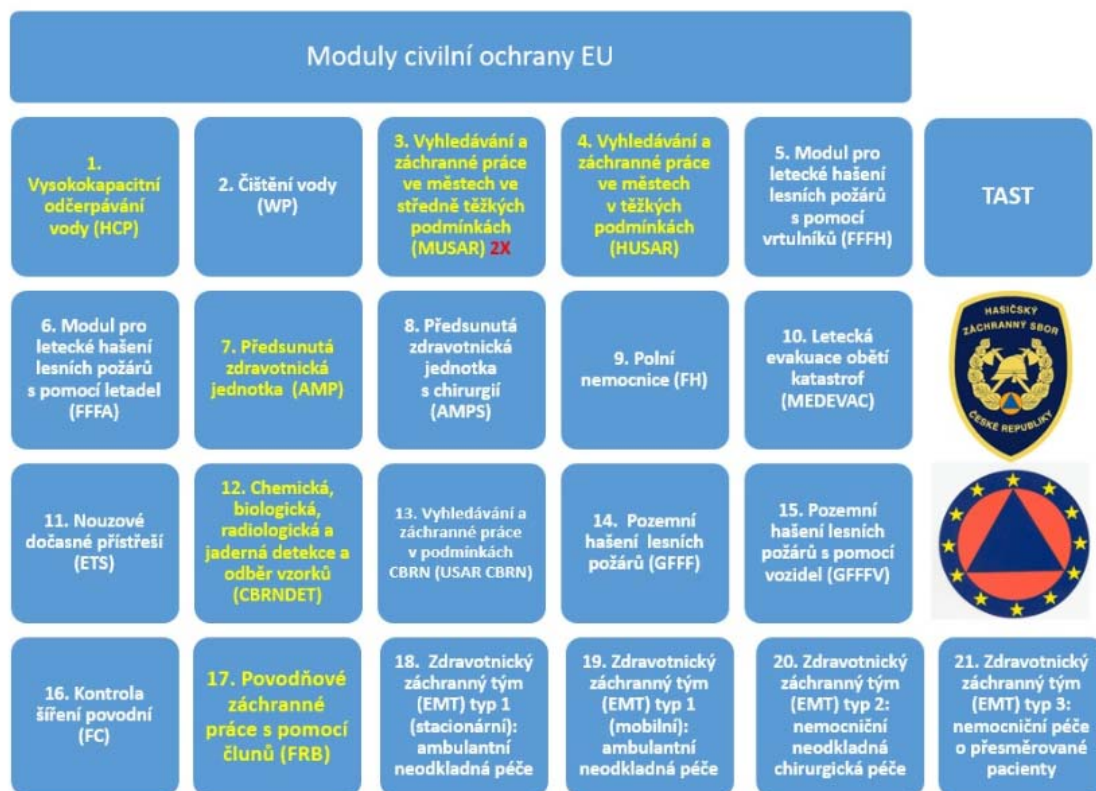 Moduly civilní ochrany EU
1.
Vysokokapacitní
odčerpávání
vody (HCP)
2. Čištění vody
(WP)
3. Vyhledávání a
záchranné práce
ve městech ve
středně těžkých
podmínkách
(MUSAR) 2X
4. Vyhledávání a
záchranné práce
ve městech
v těžkých
podmínkách
(HUSAR)
5. Modul pro
letecké hašení
lesních požárů
s pomocí
vrtulníků (FFFH)
TAST
6. Modul pro
letecké hašení
lesních požárů
s pomocí letadel
(FFFA)
7. Předsunutá
zdravotnická
jednotka (AMP)
8. Předsunutá
zdravotnická
jednotka
s chirurgií
(AMPS)
9. Polní
nemocnice (FH)
10. Letecká
evakuace obětí
katastrof
(MEDEVAC)
HASIČSKÝ
ZÁCHRANNÝ SBOR
ČESKÉ REPUBLIKY
11. Nouzové
dočasné přístřeší
(ETS)
12. Chemická,
biologická,
radiologická a
jaderná detekce a
odběr vzorků
(CBRNDET)
13. Vyhledávání a
záchranné práce
v podmínkách
CBRN (USAR CBRN)
14. Pozemní
hašení lesních
požárů (GFFF)
15. Pozemní
hašení lesních
požárů s pomocí
vozidel (GFFFV)
16. Kontrola
šíření povodní
(FC)
17. Povodňové
záchranné
práce s pomocí
člunů (FRB)
18. Zdravotnický
záchranný tým
(EMT) typ 1
(stacionární):
ambulantní
neodkladná péče
19. Zdravotnický
záchranný tým
(EMT) typ 1
(mobilní):
ambulantní
neodkladná péče
20. Zdravotnický
záchranný tým
(EMT) typ 2:
nemocniční
neodkladná
chirurgická péče
21. Zdravotnický
záchranný tým
(EMT) typ 3:
nemocniční péče
o přesměrované
pacienty